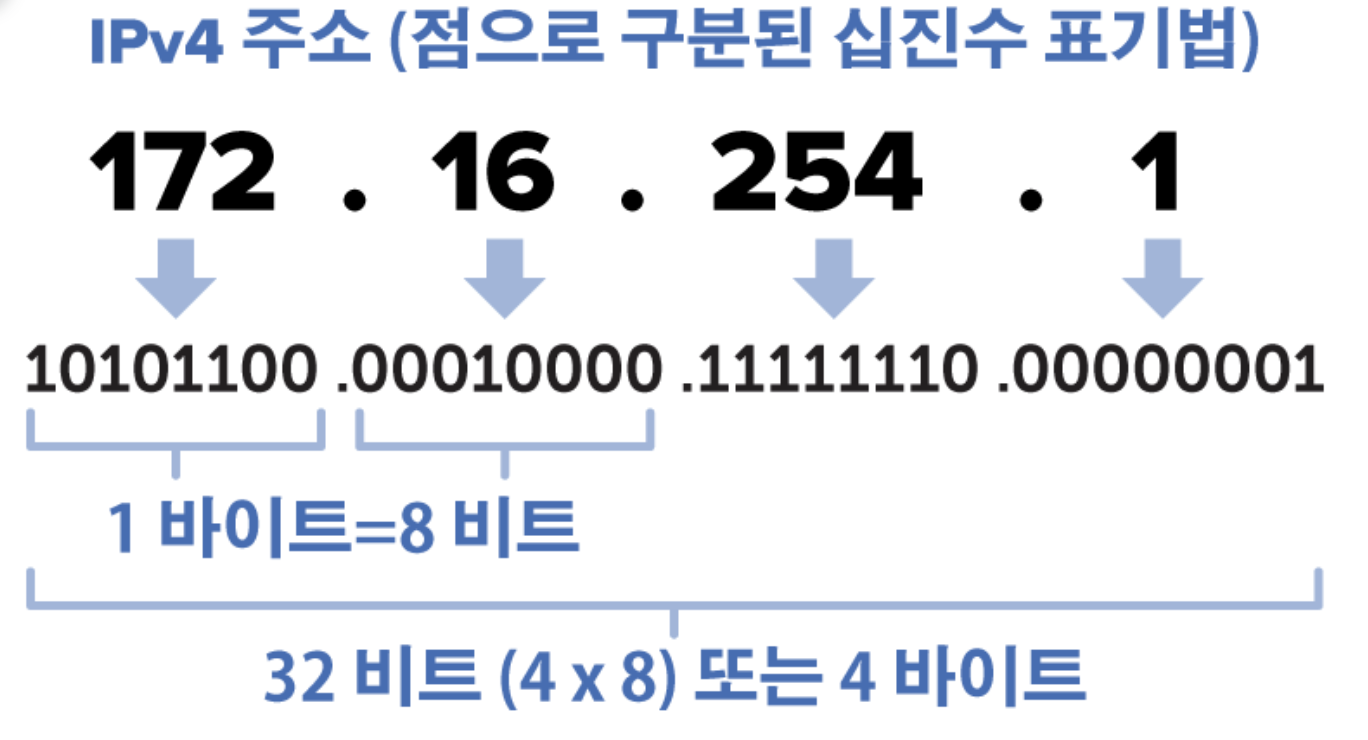 IPv4 주소 (점으로 구분된 십진수 표기법)
172 . 16 . 254 . 1
10101100 .00010000 .11111110 .00000001
1 바이트=8 비트
32 비트 (4 x 8) 또는 4 바이트